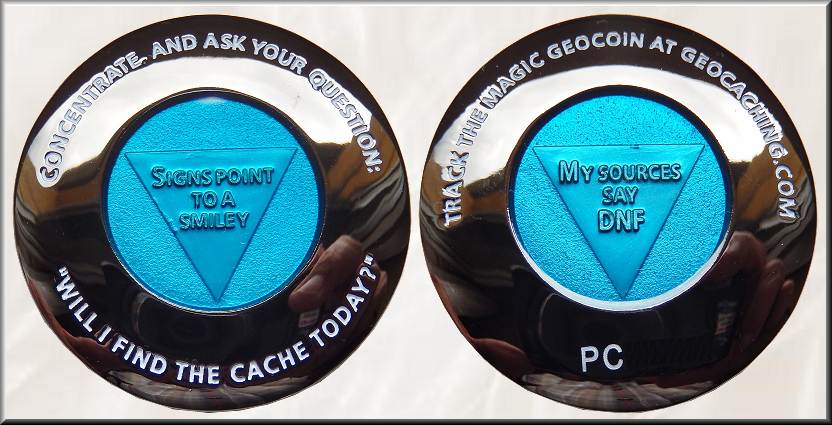 CONCENTRATE, AND ASK YOUR QUESTION:
SIGNS POINT
TO A
SMILEY
"WILL I FIND THE CACHE TODAY?"
TRACK THE MAGIC GEOCOIN AT GEOCACHING.COM
MY SOURCES
SAY
DNF
PC